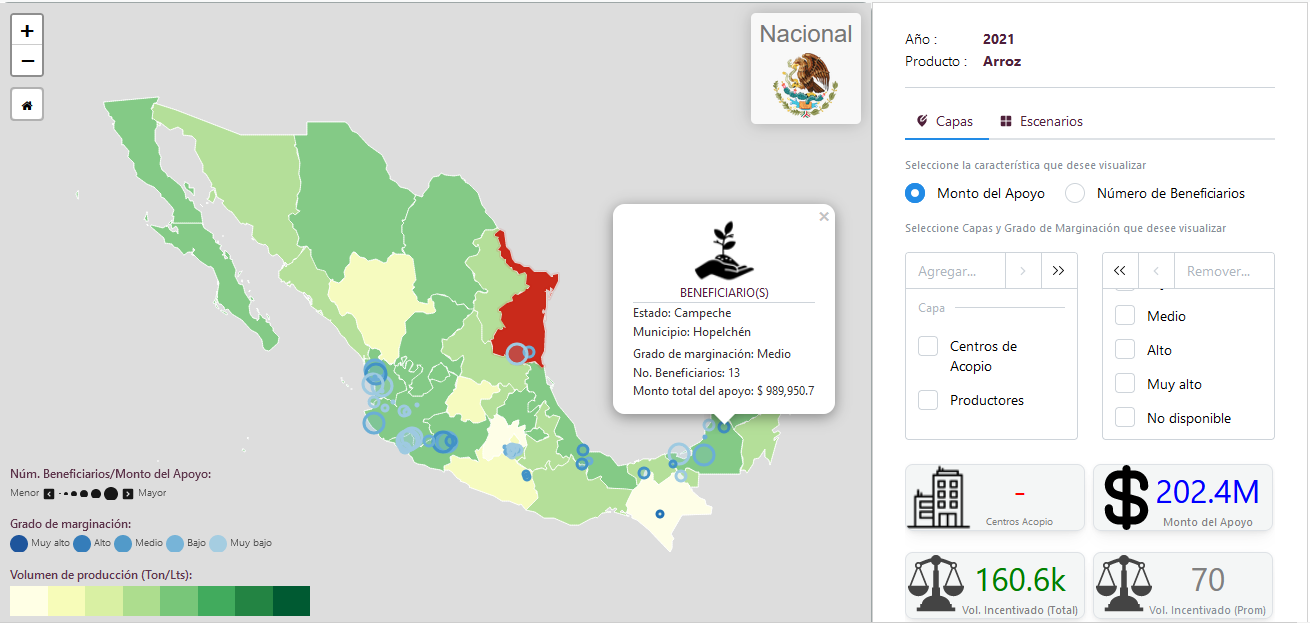 +
−
Nacional
BENEFICIARIO(S)
Estado: Campeche
Municipio: Hopelchén
Grado de marginación: Medio
No. Beneficiarios: 13
Monto total del apoyo: $ 989,950.7
Núm. Beneficiarios/Monto del Apoyo:
Menor Mayor
Grado de marginación:
Muy alto Alto Medio Bajo Muy bajo
Volumen de producción (Ton/Lts):
Año : 2021
Producto : Arroz
Capas Escenarios
Seleccione la característica que desee visualizar
Monto del Apoyo Número de Beneficiarios
Seleccione Capas y Grado de Marginación que desee visualizar
Agregar... > >> << < Remover...
Capa
Centros de
Acopio
Productores
Medio
Alto
Muy alto
No disponible
-
Centros Acopio
$ 202.4M
Monto del Apoyo
160.6k
Vol. Incentivado (Total)
70
Vol. Incentivado (Prom)